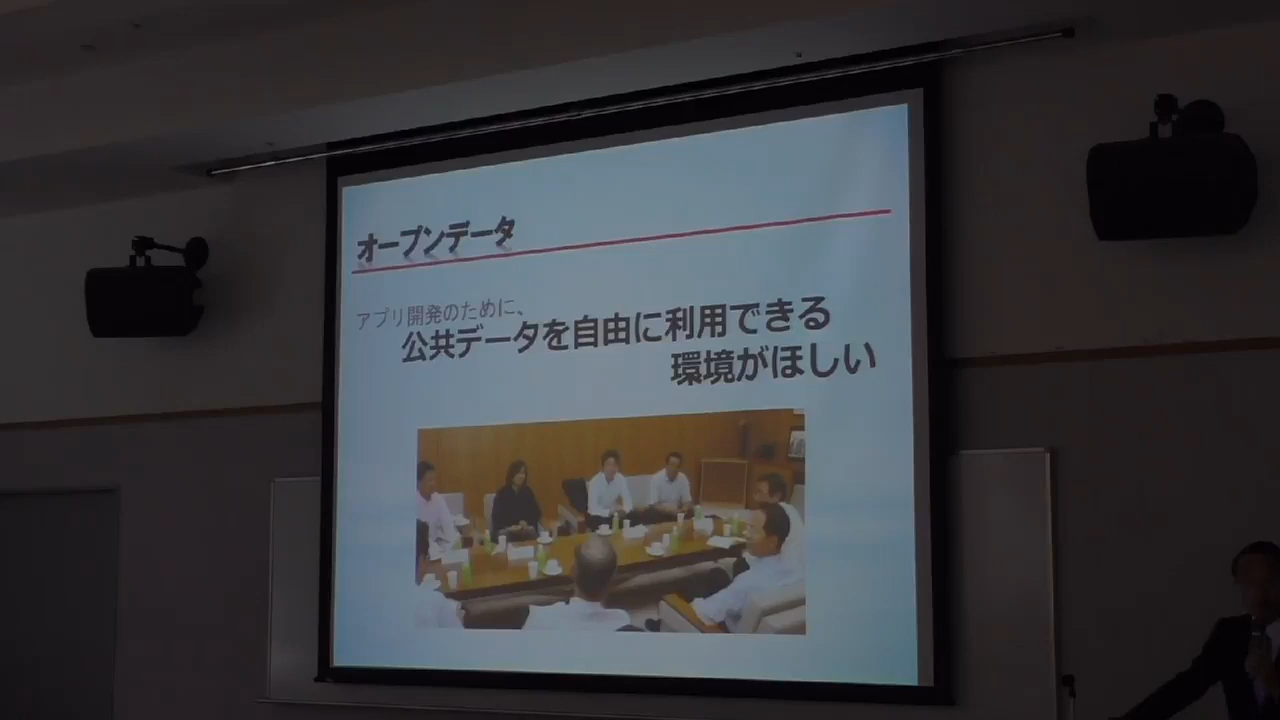 オープンデータ
アプリ開発のために、
公共データを自由に利用できる
環境がほしい